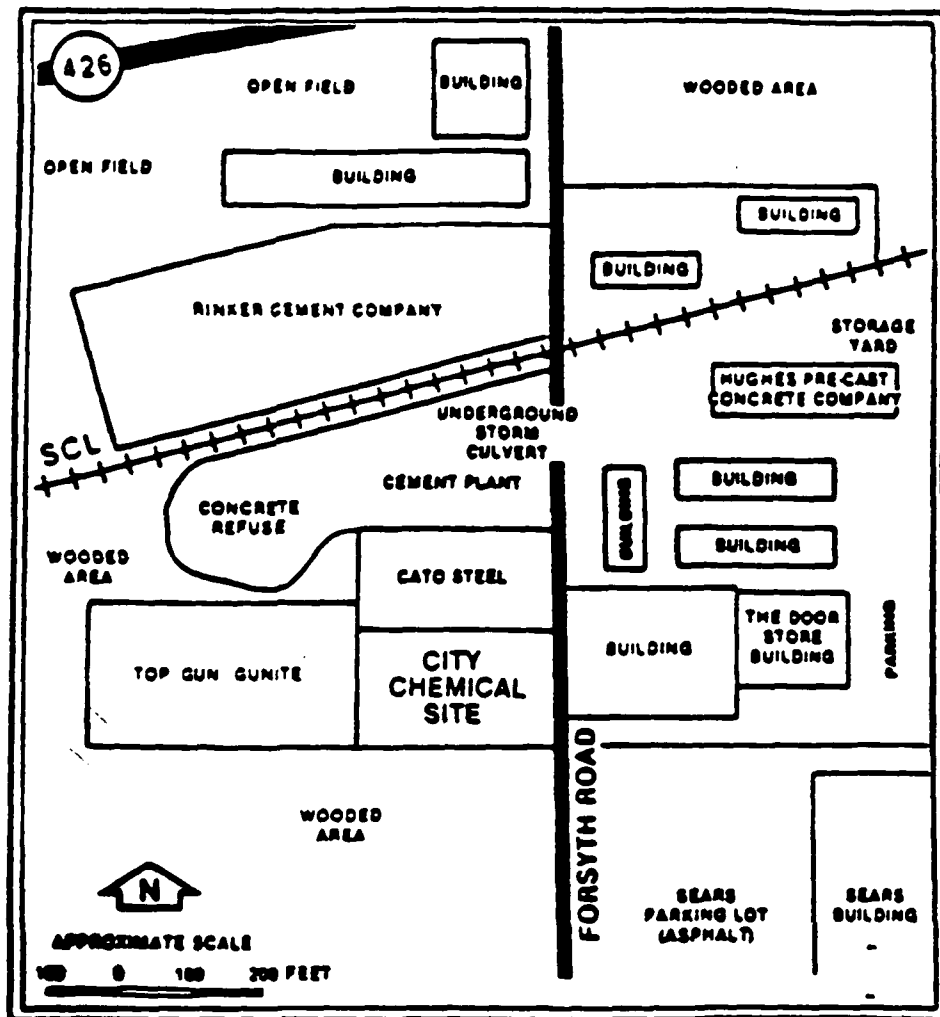 426
OPEN FIELD
BUILDING
WOODED AREA
OPEN FIELD
BUILDING
BUILDING
BUILDING
RINKER CEMENT COMPANY
STORAGE
YARD
HUGHES PRE-CAST
CONCRETE COMPANY
SCL
UNDERGROUND
STORM
CULVERT
CEMENT PLANT
BUILDING
BUILDING
CONCRETE
REFUSE
BUILDING
WOODED
AREA
CATO STEEL
THE DOOR
STORE
BUILDING
PARKING
BUILDING
TOP GUN GUNITE
CITY
CHEMICAL
SITE
FORSYTH ROAD
WOODED
AREA
N
SEARS
PARKING LOT
(ASPHALT)
SEARS
BUILDING
APPROXIMATE SCALE
100 0 100 200 FEET